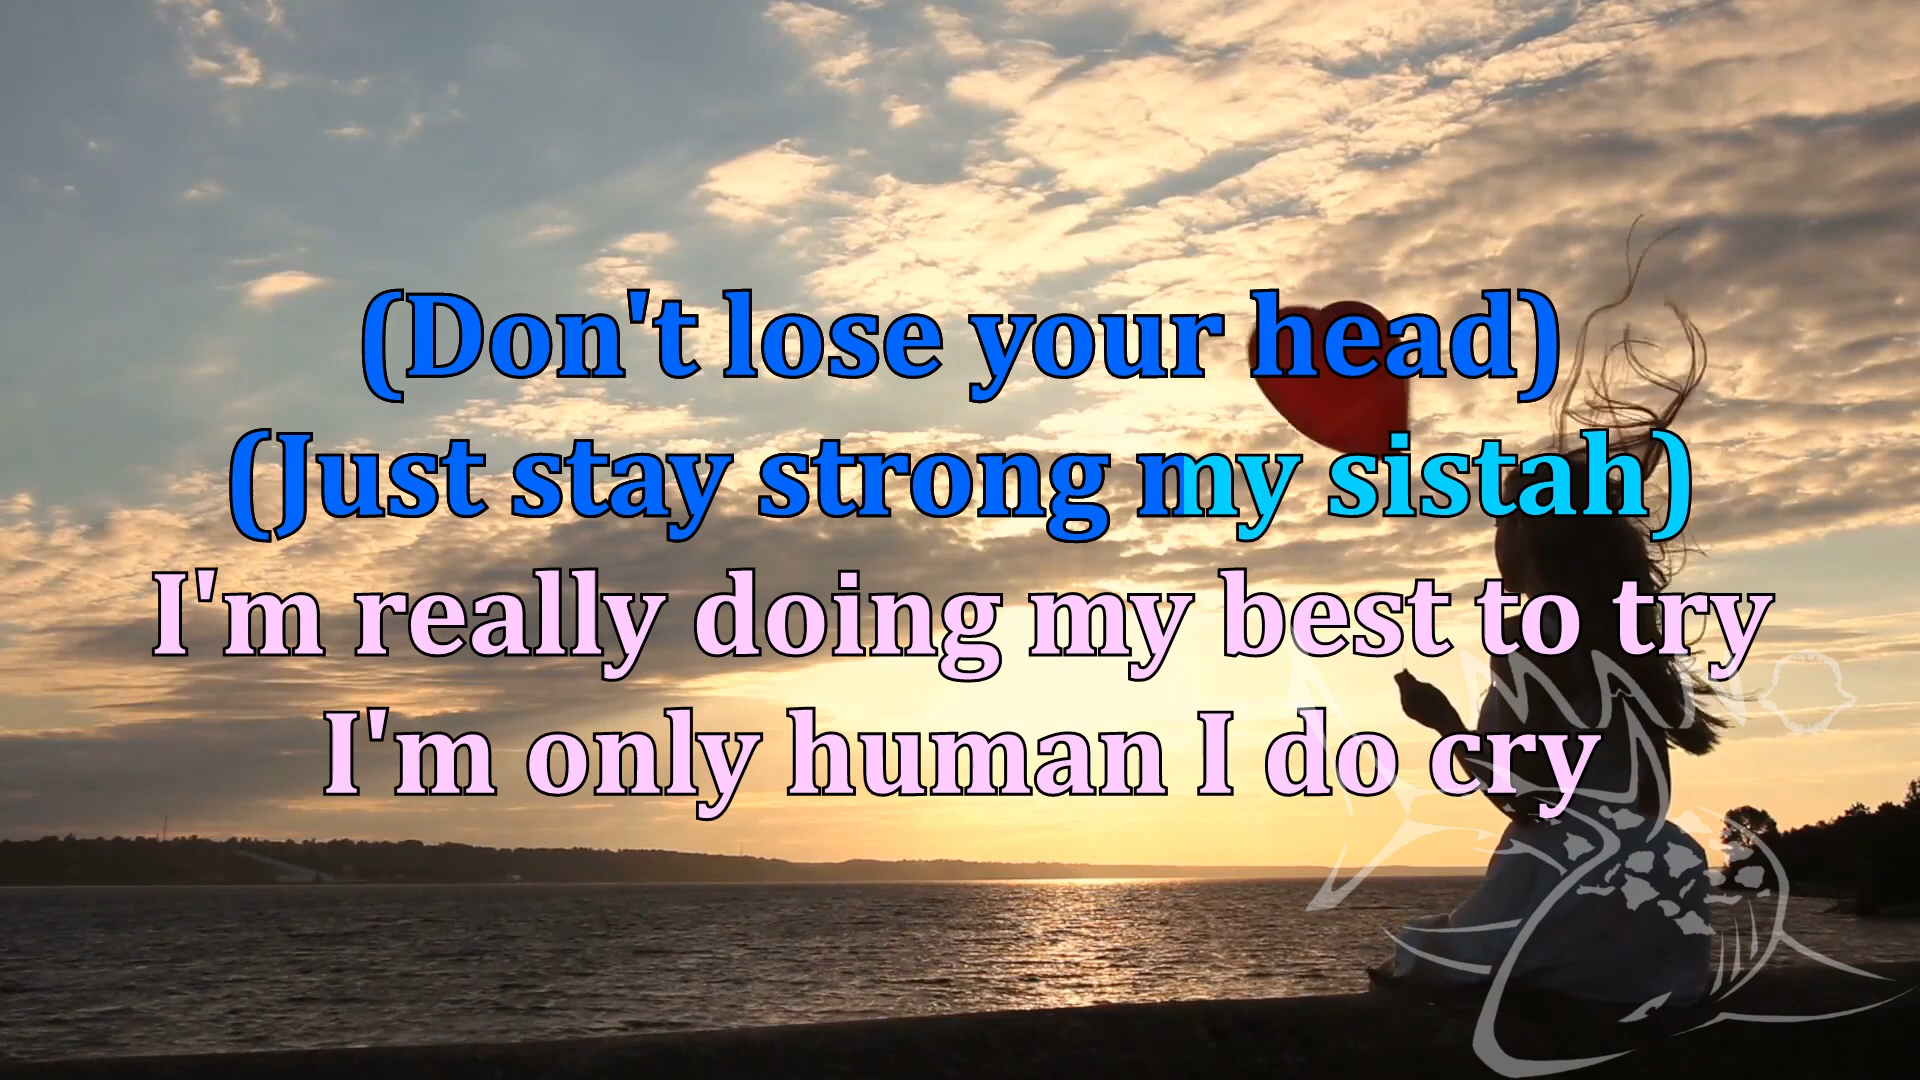 (Don't lose your head)
(Just stay strong my sistah)
I'm really doing my best to try
I'm only human I do cry